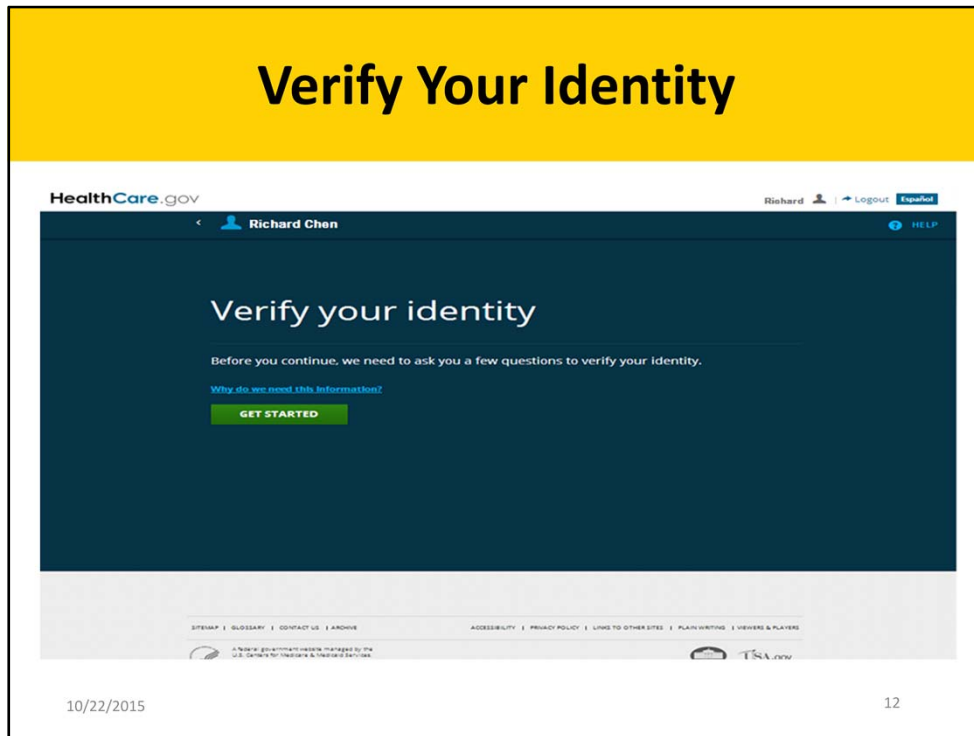 Verify Your Identity
HealthCare.gov
Richard | Logout Español
< Richard Chen
? HELP
Verify your identity
Before you continue, we need to ask you a few questions to verify your identity.
Why do we need this information?
GET STARTED
SITEMAP | GLOSSARY | CONTACT US | ARCHIVE
ACCESSIBILITY | PRIVACY POLICY | LINKS TO OTHER SITES | PLAIN WRITING | VIEWERS & PLAYERS
A federal government website managed by the
U.S. Centers for Medicare & Medicaid Services.
USA.gov
10/22/2015
12